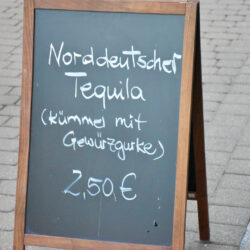 Norddeutscher
Tequila
(Kümmel mit
Gewürzgurke)
2,50, €